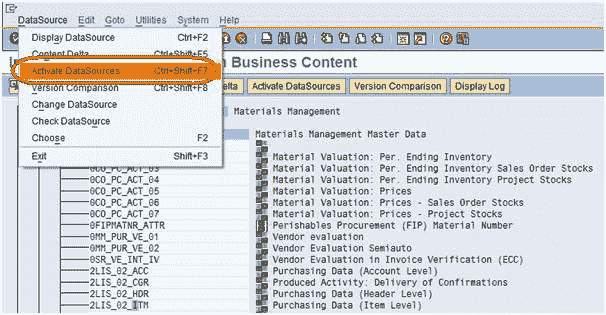 DataSource Edit Goto Utilities System Help
Display DataSource Ctrl+F2
Content Delta Ctrl+Shift+F5
Activate DataSources Ctrl+Shift+F7
Version Comparison Ctrl+Shift+F8
Change DataSource
Check DataSource
Choose F2
Exit Shift+F3
Business Content
elta Activate DataSources Version Comparison Display Log
Materials Management
Materials Management Master Data
Material Valuation: Per. Ending Inventory
0CO_PC_ACT_03 Material Valuation: Per. Ending Inventory Sales Order Stocks
0CO_PC_ACT_04 Material Valuation: Per. Ending Inventory Project Stocks
0CO_PC_ACT_05 Material Valuation: Prices
0CO_PC_ACT_06 Material Valuation: Prices - Sales Order Stocks
0CO_PC_ACT_07 Material Valuation: Prices - Project Stocks
0FIPMATNR_ATTR Perishables Procurement (FIP) Material Number
0MM_PUR_VE_01 Vendor evaluation
0MM_PUR_VE_02 Vendor Evaluation Semiauto
0SR_VE_INT_IV Vendor Evaluation in Invoice Verification (ECC)
2LIS_02_ACC Purchasing Data (Account Level)
2LIS_02_CGR Produced Activity: Delivery of Confirmations
2LIS_02_HDR Purchasing Data (Header Level)
2LIS_02_ITM Purchasing Data (Item Level)